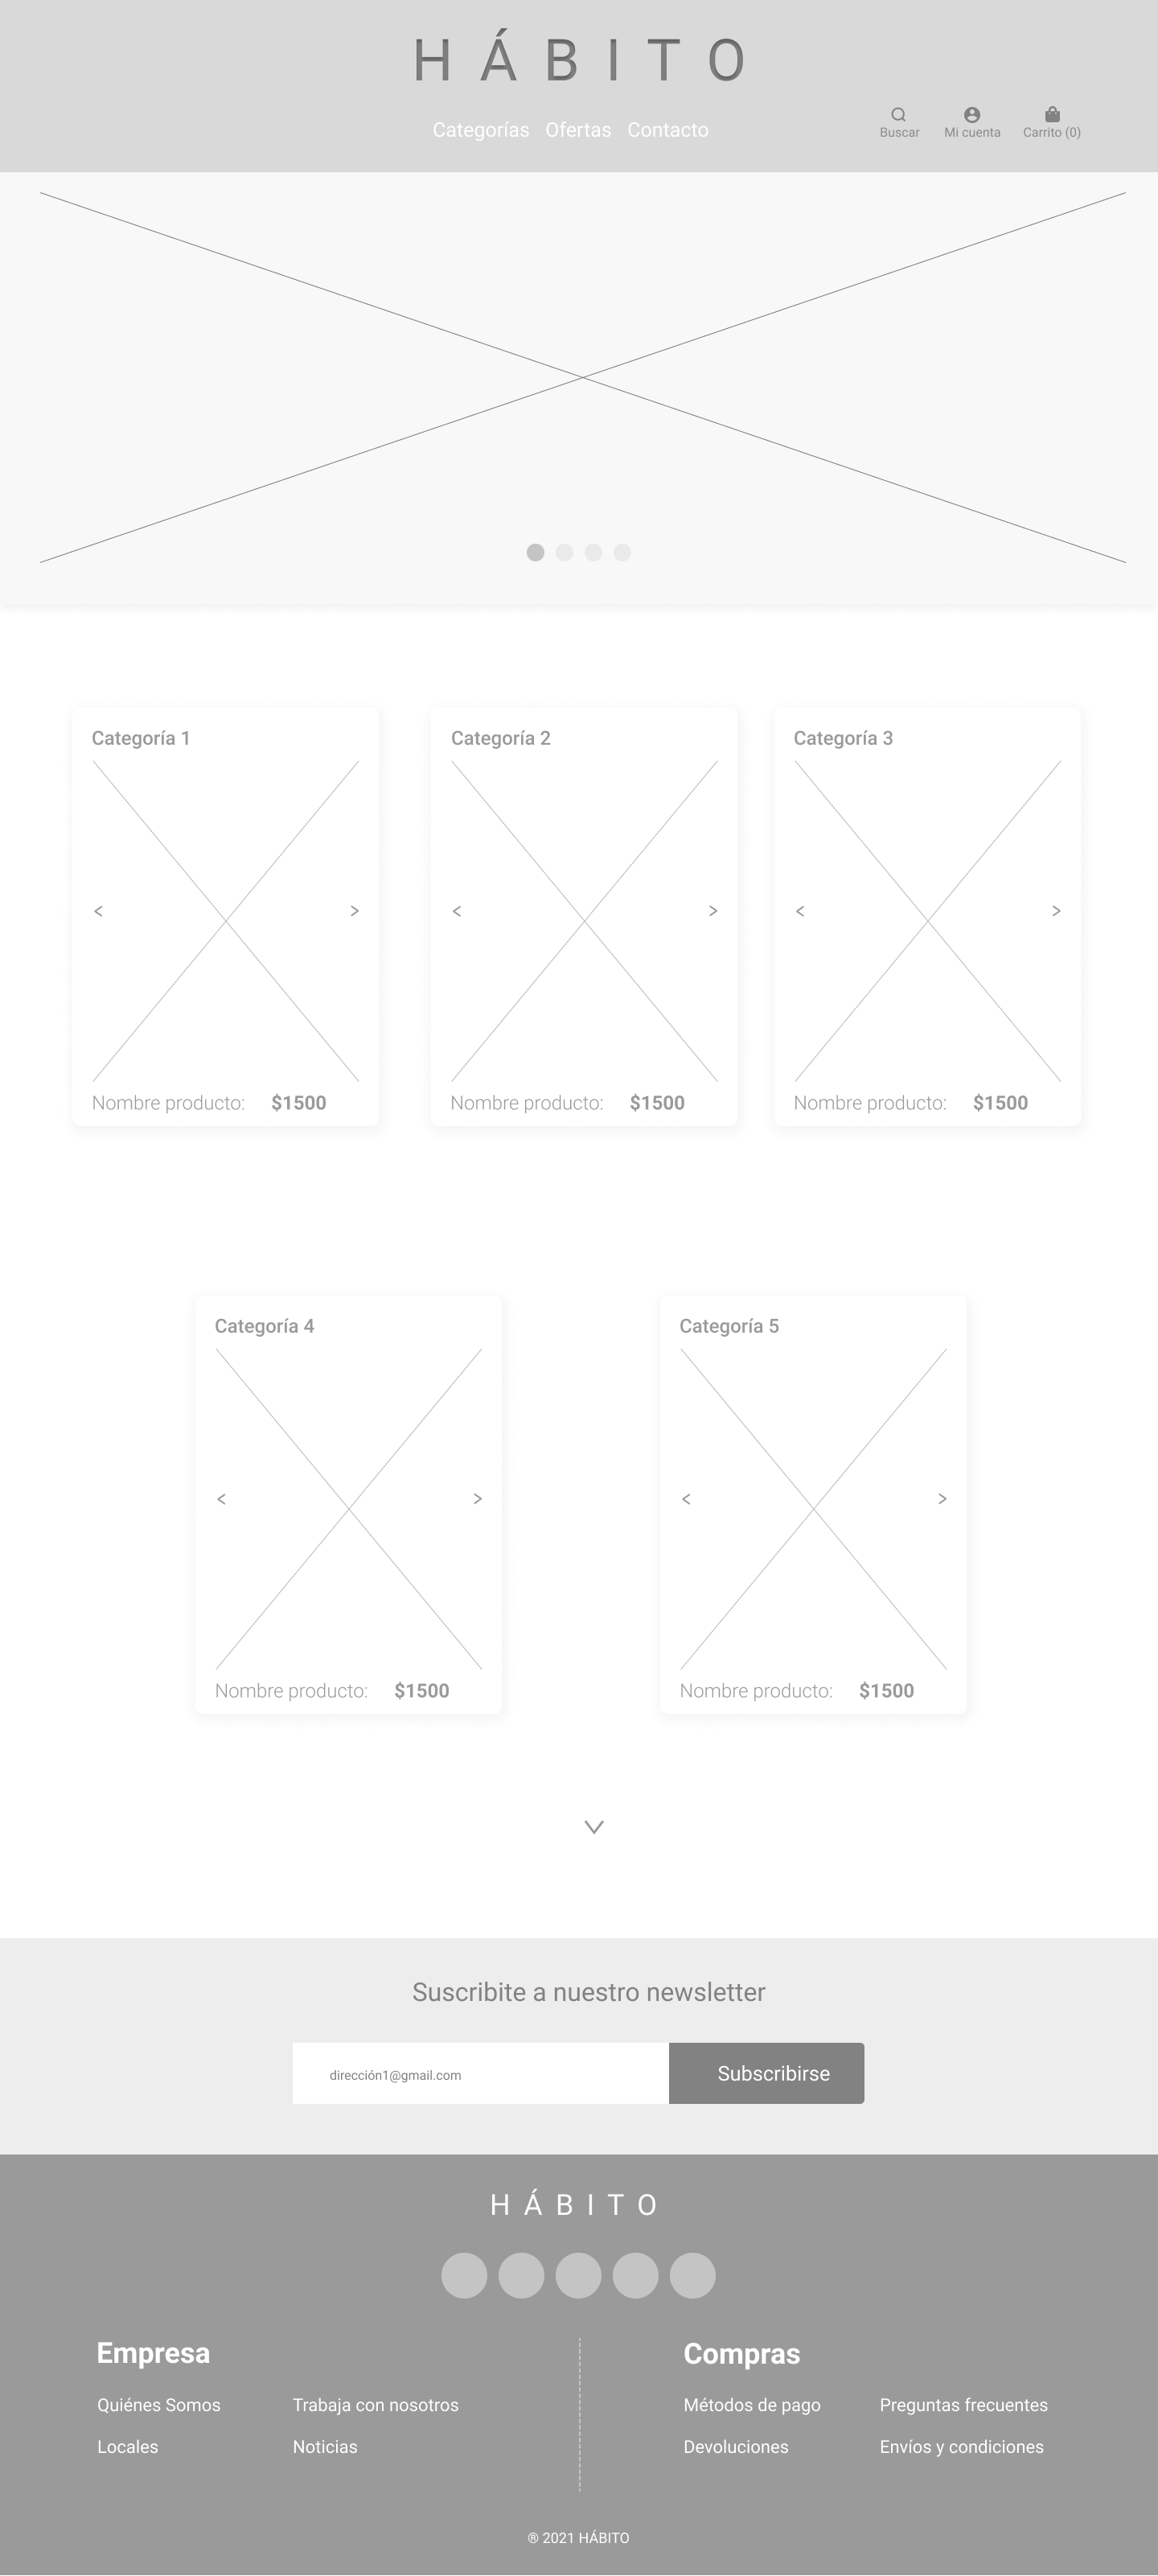 HÁBITO
Categorías Ofertas Contacto
Buscar Mi cuenta Carrito (0)
Categoría 1 Categoría 2 Categoría 3
< > < > < >
Nombre producto: $1500 Nombre producto: $1500 Nombre producto: $1500
Categoría 4 Categoría 5
< > < >
Nombre producto: $1500 Nombre producto: $1500
Suscribite a nuestro newsletter
dirección1@gmail.com Subscribirse
HÁBITO
Empresa Compras
Quiénes Somos Trabaja con nosotros Métodos de pago Preguntas frecuentes
Locales Noticias Devoluciones Envíos y condiciones
® 2021 HÁBITO